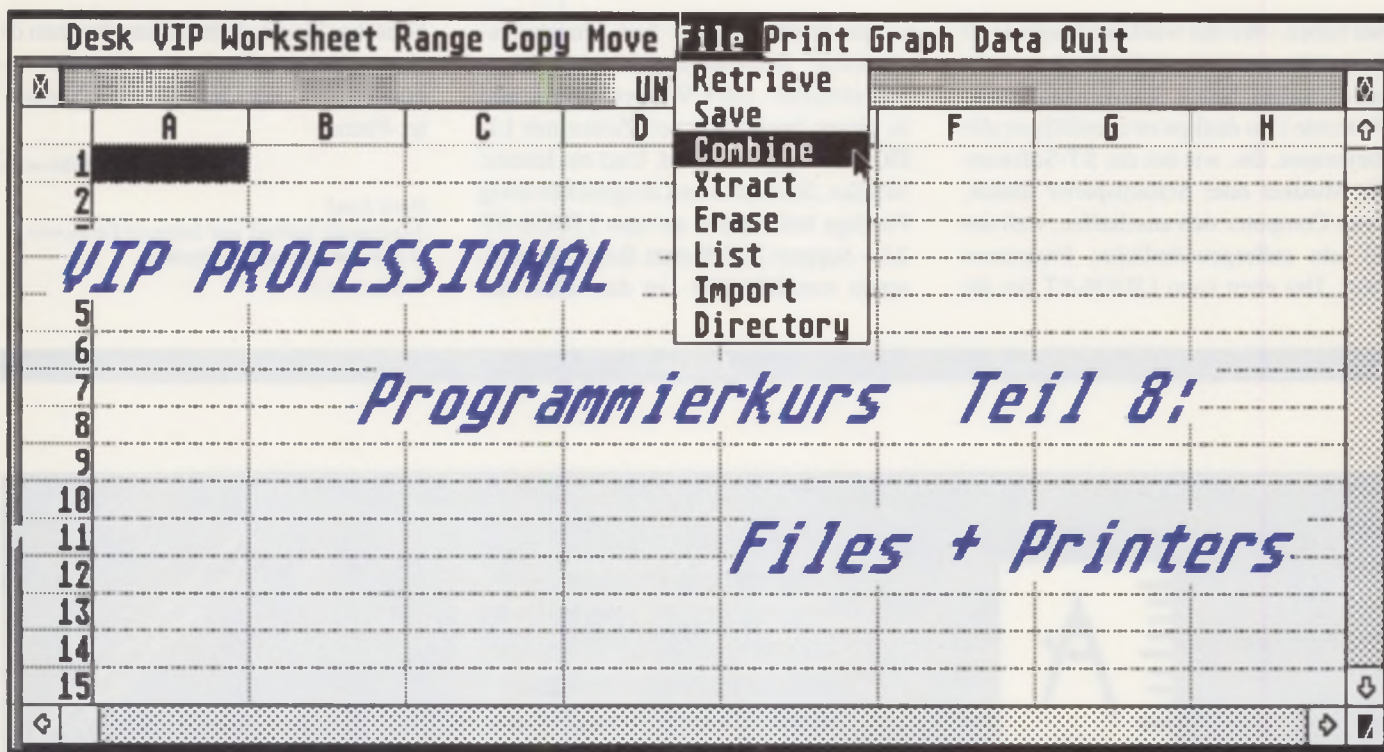 Desk VIP Worksheet Range Copy Move File Print Graph Data Quit
UN
Retrieve
Save
Combine
Xtract
Erase
List
Import
Directory
A B C D F G H
1
2
VIP PROFESSIONAL
5
6
7
Programmierkurs Teil 8:
8
9
10
11
Files + Printers
12
13
14
15